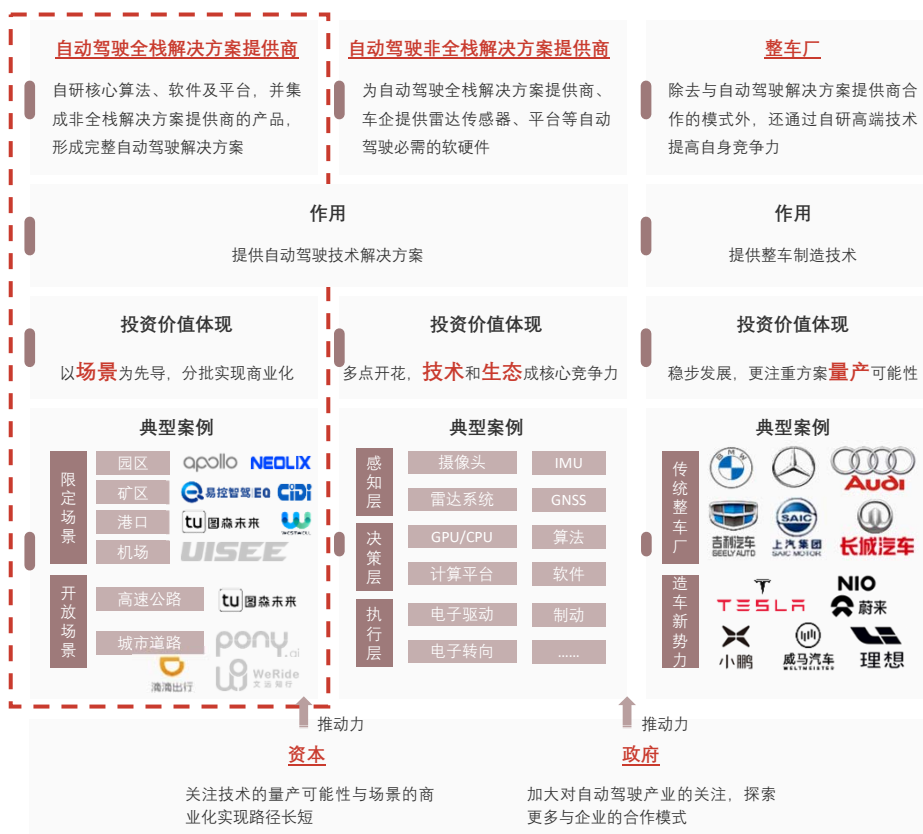 自动驾驶全栈解决方案提供商
自研核心算法、软件及平台，并集
成非全栈解决方案提供商的产品，
形成完整自动驾驶解决方案
自动驾驶非全栈解决方案提供商
为自动驾驶全栈解决方案提供商、
车企提供雷达传感器、平台等自动
驾驶必需的软硬件
整车厂
除去与自动驾驶解决方案提供商合
作的模式外，还通过自研高端技术
提高自身竞争力
作用
提供自动驾驶技术解决方案
作用
提供整车制造技术
投资价值体现
以场景为先导，分批实现商业化
投资价值体现
多点开花，技术和生态成核心竞争力
投资价值体现
稳步发展，更注重方案量产可能性
典型案例
限定场景
园区
apollo
NEOLIX
矿区
易控智驾 EQ
CiDi
港口
tu 图森未来
WESTWELL
机场
UISEE
开放场景
高速公路
tu 图森未来
城市道路
pony.ai
滴滴出行
WeRide
文远知行
典型案例
感知层
摄像头
IMU
雷达系统
GNSS
决策层
GPU/CPU
算法
计算平台
软件
执行层
电子驱动
制动
电子转向
……
典型案例
传统整车厂
BMW
Audi
吉利汽车
GEELY AUTO
SAIC
上汽集团
SAIC MOTOR
长城汽车
造车新势力
TESLA
NIO
蔚来
小鹏
威马汽车
WELTMEISTER
理想
推动力
资本
关注技术的量产可能性与场景的商
业化实现路径长短
推动力
政府
加大对自动驾驶产业的关注，探索
更多与企业的合作模式